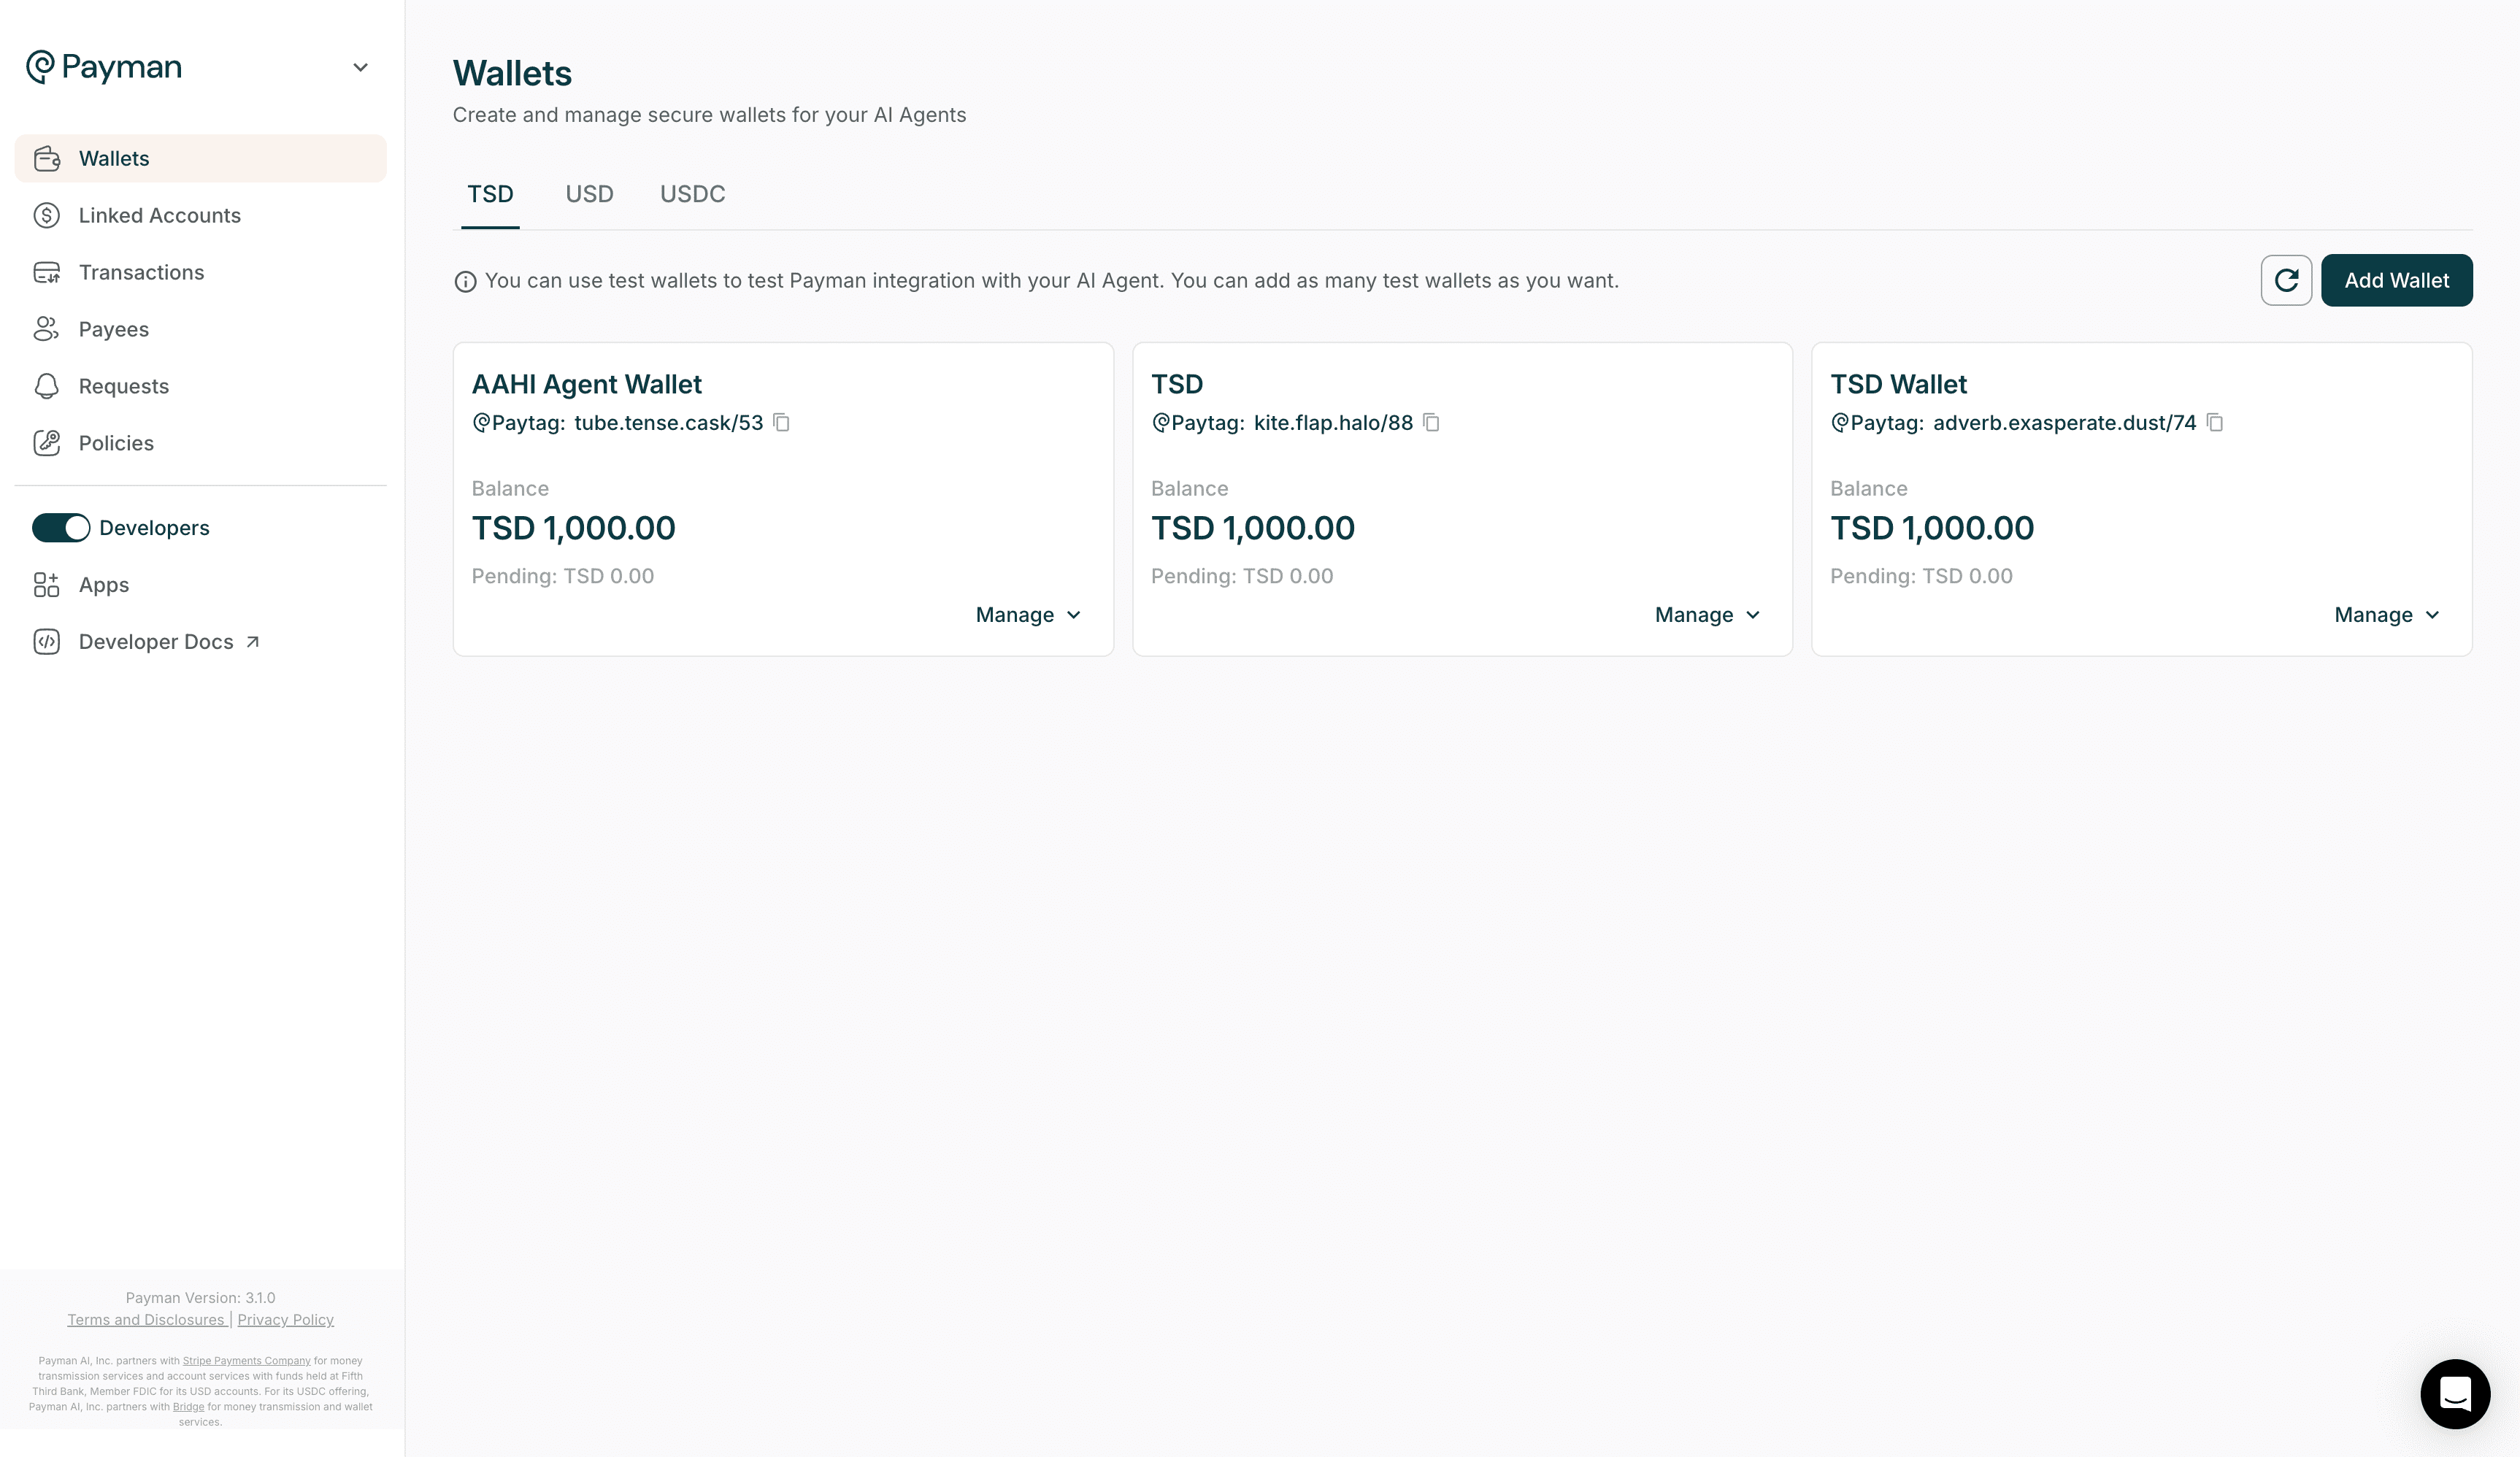 Payman
Wallets
Linked Accounts
Transactions
Payees
Requests
Policies
Developers
Apps
Developer Docs
Payman Version: 3.1.0
Terms and Disclosures | Privacy Policy
Payman AI, Inc. partners with Stripe Payments Company for money
transmission services and account services with funds held at Fifth
Third Bank, Member FDIC for its USD accounts. For its USDC offering,
Payman AI, Inc. partners with Bridge for money transmission and wallet
services.
Wallets
Create and manage secure wallets for your AI Agents
TSD USD USDC
You can use test wallets to test Payman integration with your AI Agent. You can add as many test wallets as you want.
Add Wallet
AAHI Agent Wallet
Paytag: tube.tense.cask/53
Balance
TSD 1,000.00
Pending: TSD 0.00
Manage
TSD
Paytag: kite.flap.halo/88
Balance
TSD 1,000.00
Pending: TSD 0.00
Manage
TSD Wallet
Paytag: adverb.exasperate.dust/74
Balance
TSD 1,000.00
Pending: TSD 0.00
Manage